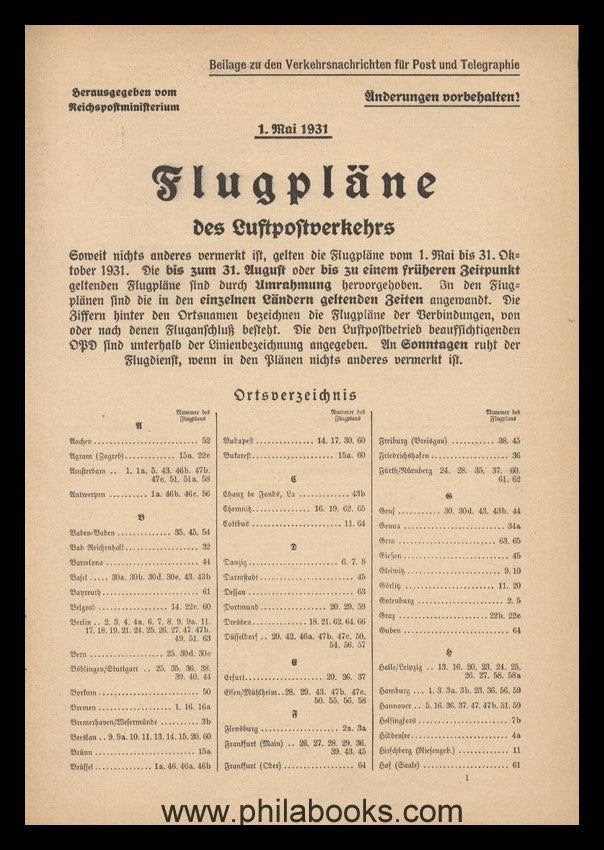 Beilage zu den Verkehrsnachrichten für Post und Telegraphie
Herausgegeben vom
Reichspostministerium
Änderungen vorbehalten!
1. Mai 1931
Flugpläne
des Luftpostverkehrs
Soweit nichts anderes vermerkt ist, gelten die Flugpläne vom 1. Mai bis 31. Ok-
tober 1931. Die bis zum 31. August oder bis zu einem früheren Zeitpunkt
geltenden Flugpläne sind durch Umrahmung hervorgehoben. In den Flug-
plänen sind die in den einzelnen Ländern geltenden Zeiten angewandt. Die
Ziffern hinter den Ortsnamen bezeichnen die Flugpläne der Verbindungen, von
oder nach denen Fluganschluß besteht. Die den Luftpostbetrieb beaufsichtigenden
OPD sind unterhalb der Linienbezeichnung angegeben. An Sonntagen ruht der
Flugdienst, wenn in den Plänen nichts anderes vermerkt ist.
Ortsverzeichnis
Nummer des
Flugplans
A
Aachen 52
Agram (Zagreb) 15a. 22c
Amsterdam 1. 1a. 5. 43. 46b. 47b.
47c. 51. 51a. 58
Antwerpen 1a. 46b. 46c. 56
B
Baden-Baden 35. 45. 54
Bad Reichenhall 32
Barcelona 44
Basel 30a. 30b. 30d. 30e. 43. 43b
Bayreuth 61
Belgrad 14. 22c. 60
Berlin 2. 3. 4. 4a. 6. 7. 8. 9. 9a. 11.
17. 18. 19. 21. 24. 25. 26. 27. 47. 47b.
49. 51. 63
Bern 25. 30d. 30e
Böblingen/Stuttgart 25. 35. 36. 38.
39. 40. 44
Borkum 50
Bremen 1. 16. 16a
Bremerhaven/Wesermünde 3b
Breslau 9. 9a. 10. 11. 13. 14. 15. 20. 60
Brünn 15a
Brüssel 1a. 46. 46a. 46b
Nummer des
Flugplans
Budapest 14. 17. 30. 60
Bukarest 15a. 60
C
Chaux de Fonds, La 43b
Chemnitz 16. 19. 62. 65
Cottbus 11. 64
D
Danzig 6. 7. 8
Darmstadt 45
Dessau 63
Dortmund 20. 29. 59
Dresden 18. 21. 62. 64. 66
Düsseldorf 20. 42. 46a. 47b. 47c. 50.
51. 56. 57
E
Erfurt 20. 26. 37
Essen/Mülheim 28. 29. 43. 47b. 47c.
50. 55. 56. 58
F
Flensburg 2a. 3a
Frankfurt (Main) 26. 27. 28. 29. 36.
39. 43. 45
Frankfurt (Oder) 64
Nummer des
Flugplans
Freiburg (Breisgau) 38. 45
Friedrichshafen 36
Fürth/Nürnberg 24. 28. 35. 37. 60.
61. 62
G
Genf 30. 30d. 43. 43b. 44
Genua 34a
Gera 63. 65
Gießen 45
Gleiwitz 9. 10
Görlitz 11. 20
Gotenburg 2. 5
Graz 22b. 22c
Guben 64
H
Halle/Leipzig 13. 16. 20. 23. 24. 25.
26. 27. 58. 58a
Hamburg 1. 3. 3a. 3b. 23. 36. 56. 59
Hannover 5. 16. 36. 37. 47. 47b. 51. 59
Helsingfors 7b
Hiddensee 4a
Hirschberg (Riesengeb.) 11
Hof (Saale) 61
1
www.philabooks.com